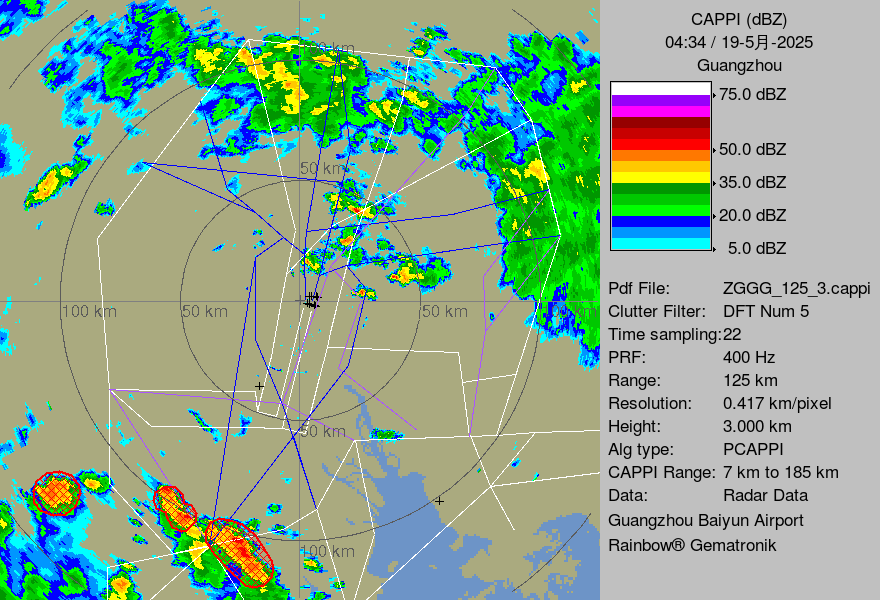 CAPPI (dBZ)
04:34 / 19-5月-2025
Guangzhou
75.0 dBZ
50.0 dBZ
35.0 dBZ
20.0 dBZ
5.0 dBZ
50 km
100 km
50 km
50 km
50 km
100 km
Pdf File: ZGGG_125_3.cappi
Clutter Filter: DFT Num 5
Time sampling:22
PRF: 400 Hz
Range: 125 km
Resolution: 0.417 km/pixel
Height: 3.000 km
Alg type: PCAPPI
CAPPI Range: 7 km to 185 km
Data: Radar Data
Guangzhou Baiyun Airport
Rainbow® Gematronik